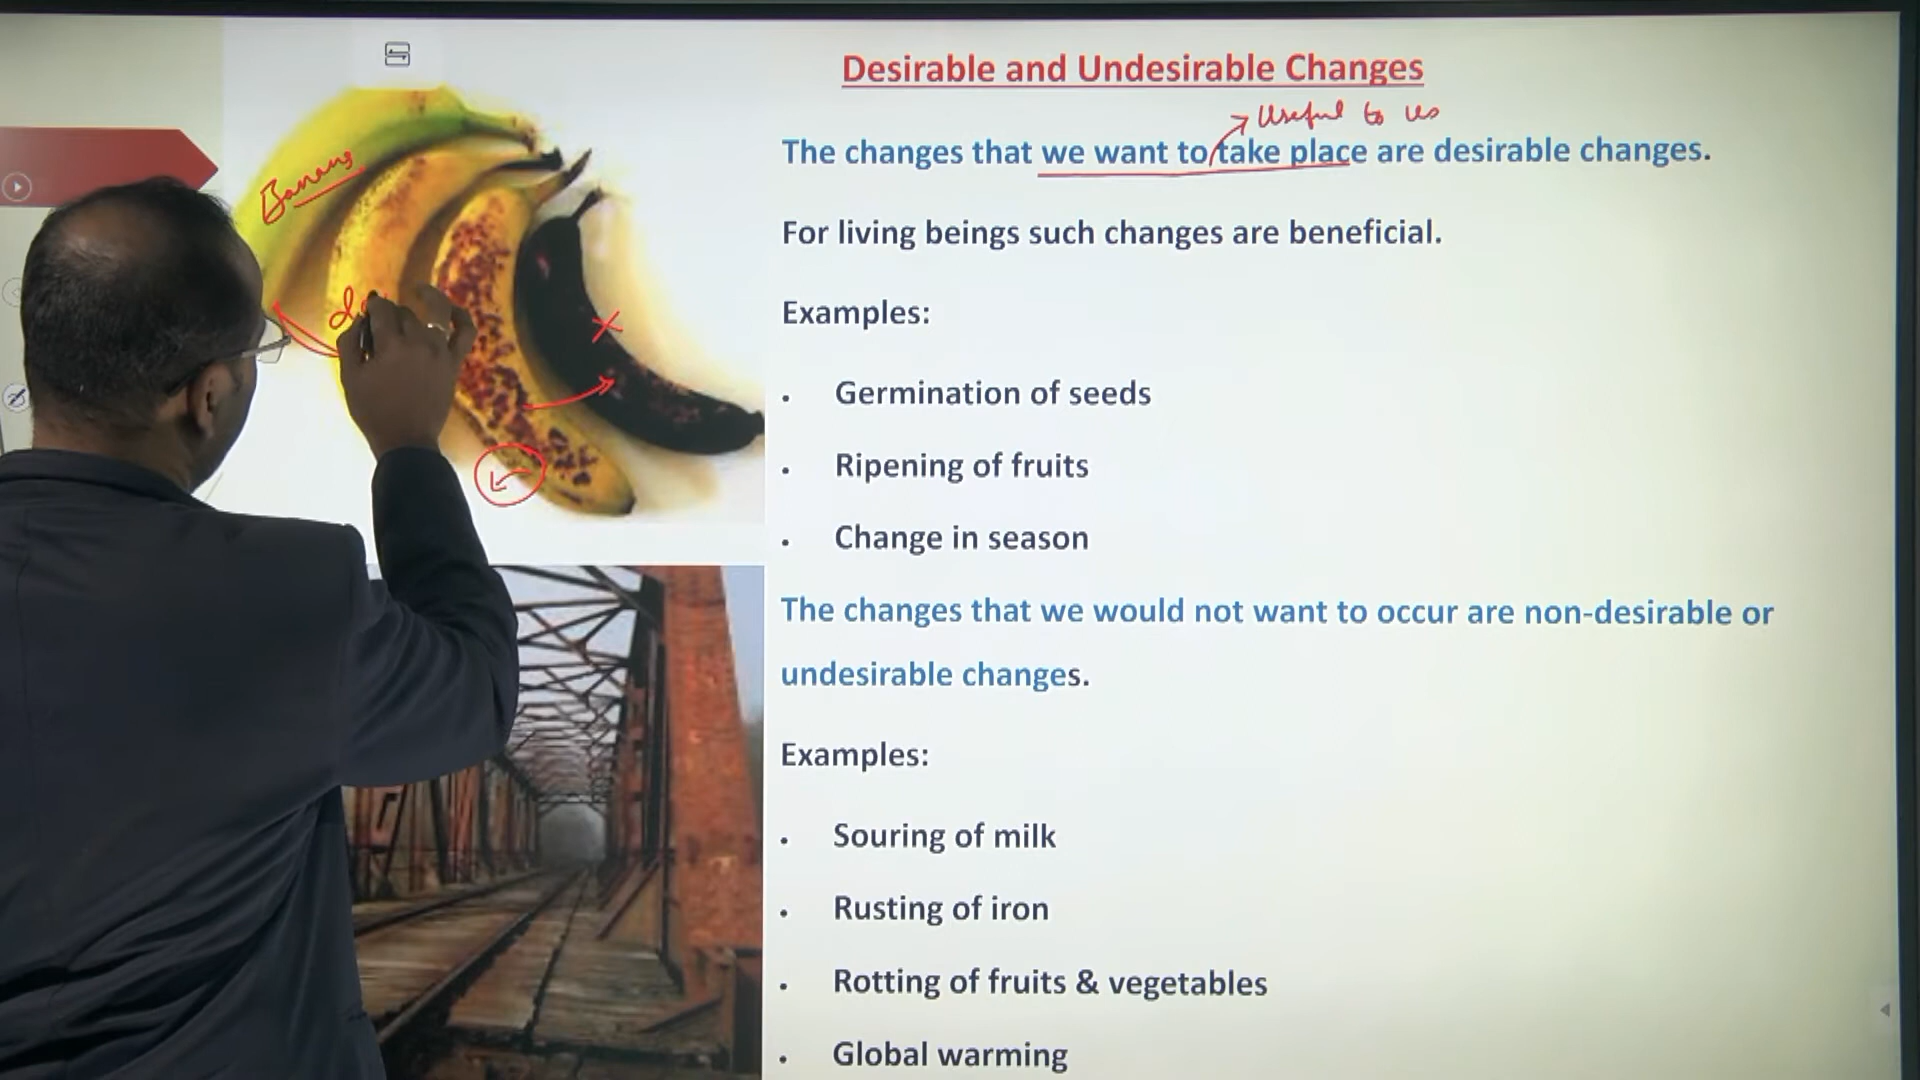 Desirable and Undesirable Changes
Useful to us
The changes that we want to take place are desirable changes.
For living beings such changes are beneficial.
Examples:
• Germination of seeds
• Ripening of fruits
• Change in season
The changes that we would not want to occur are non-desirable or
undesirable changes.
Examples:
• Souring of milk
• Rusting of iron
• Rotting of fruits & vegetables
• Global warming